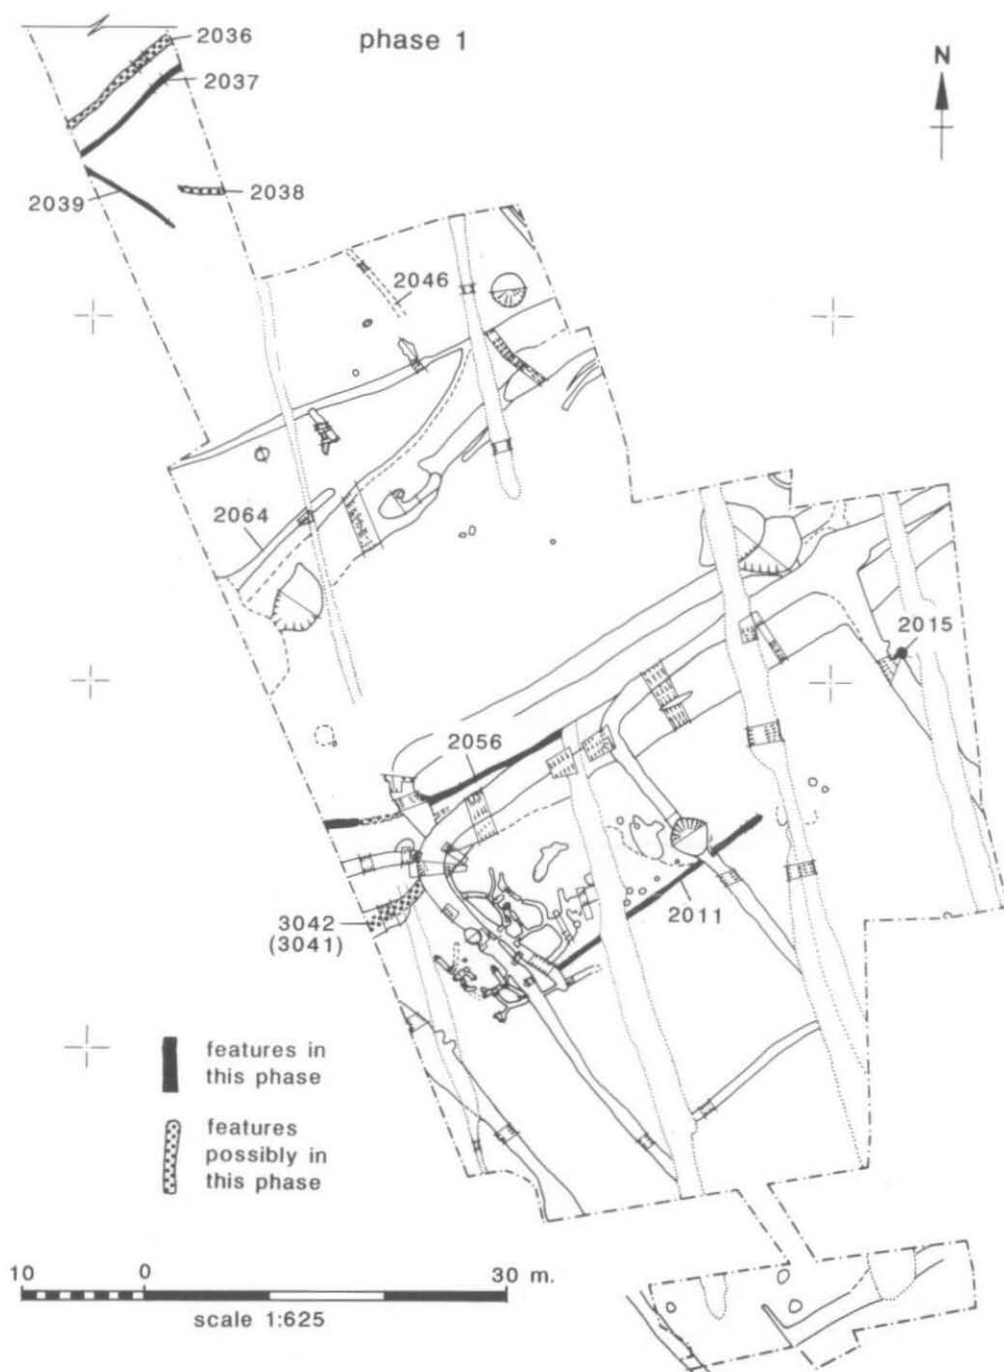 phase 1
2036
2037
N
2038
2039
2046
2064
2015
2056
2011
3042
(3041)
features in
this phase
features
possibly in
this phase
10 0 30 m.
scale 1:625